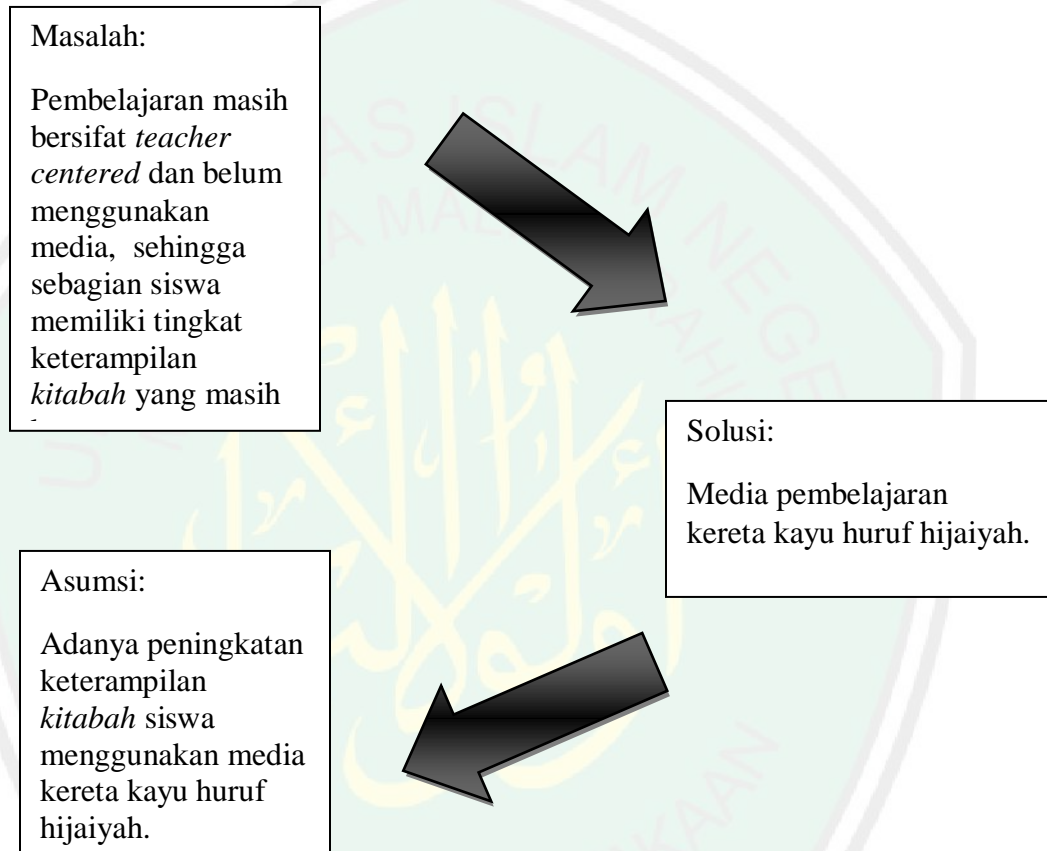 Masalah:
Pembelajaran masih
bersifat teacher
centered dan belum
menggunakan
media, sehingga
sebagian siswa
memiliki tingkat
keterampilan
kitabah yang masih
Solusi:
Media pembelajaran
kereta kayu huruf hijaiyah.
Asumsi:
Adanya peningkatan
keterampilan
kitabah siswa
menggunakan media
kereta kayu huruf
hijaiyah.